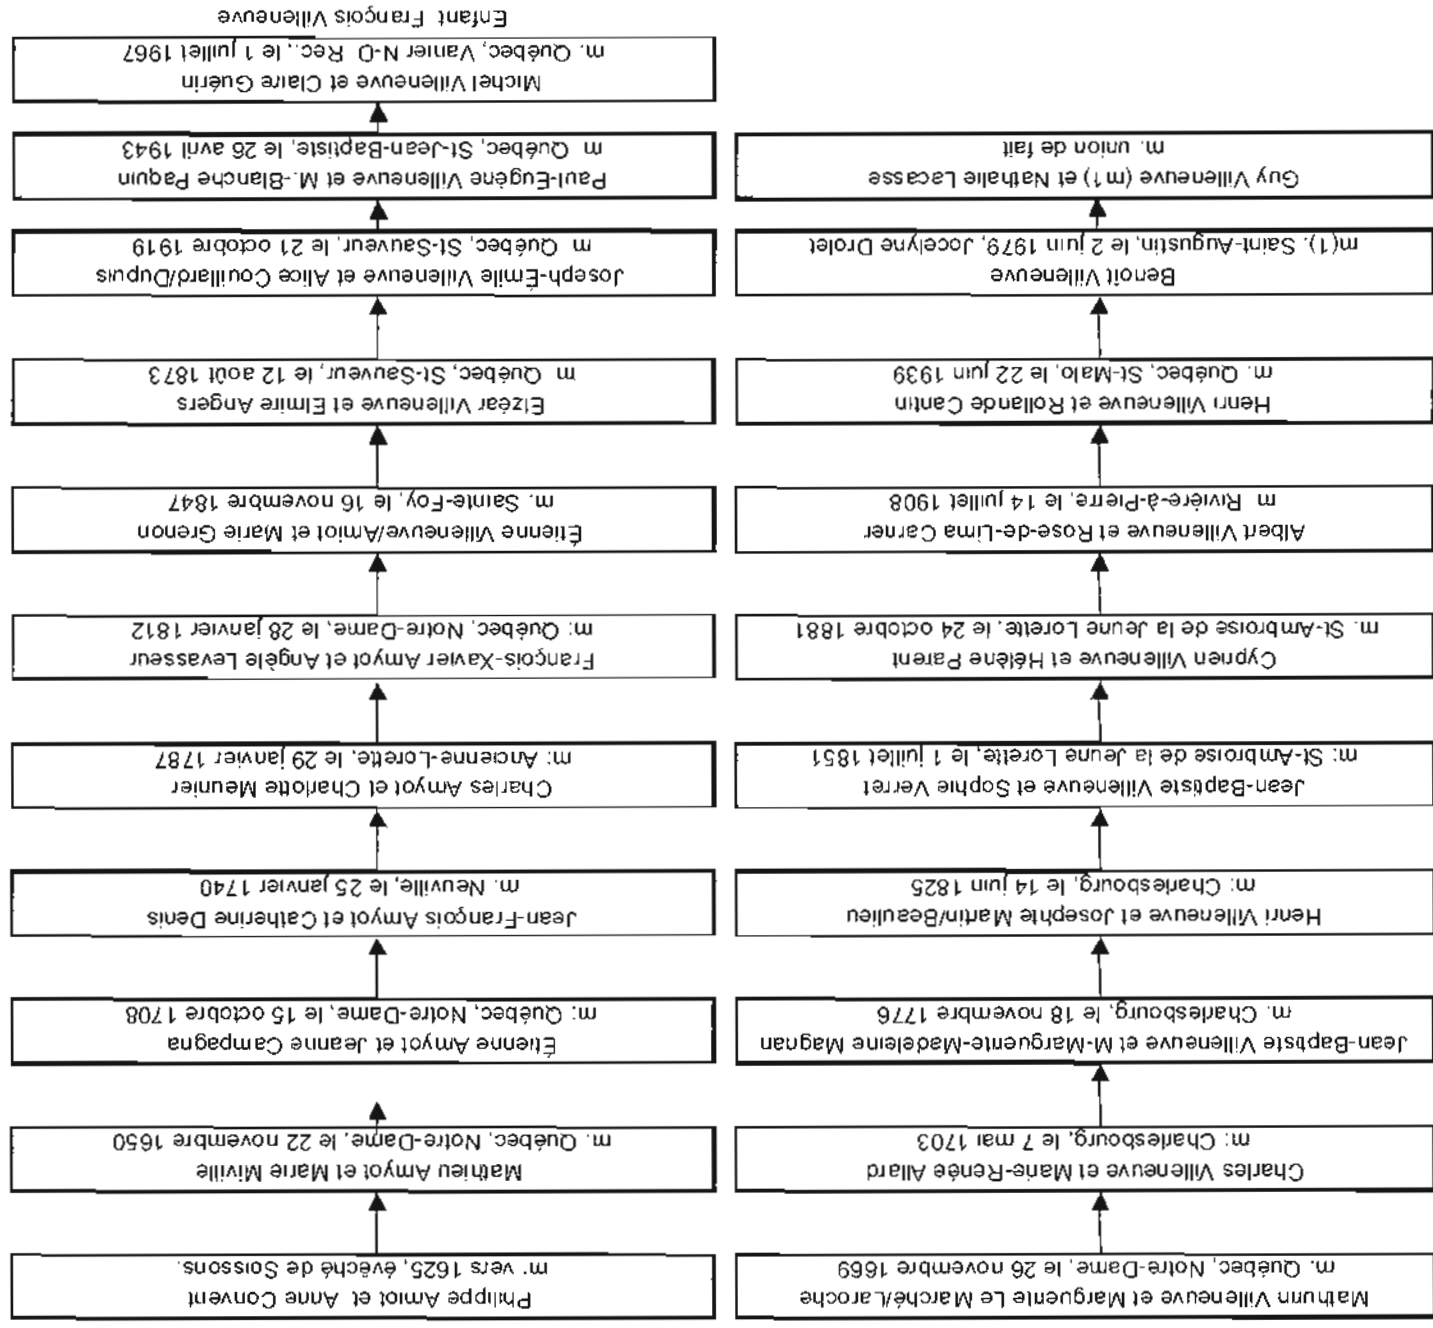 Mathurin Villeneuve et Marguerite Le Marché/Laroche
m. Québec, Notre-Dame, le 26 novembre 1669
Charles Villeneuve et Marie-Renée Allard
m: Charlesbourg, le 7 mai 1703
Jean-Baptiste Villeneuve et M-Marguerite-Madeleine Magnan
m. Charlesbourg, le 18 novembre 1776
Henri Villeneuve et Josephte Martin/Beaulieu
m: Charlesbourg, le 14 juin 1825
Jean-Baptiste Villeneuve et Sophie Verret
m: St-Ambroise de la Jeune Lorette, le 1 juillet 1851
Cyprien Villeneuve et Hélène Parent
m. St-Ambroise de la Jeune Lorette, le 24 octobre 1881
Albert Villeneuve et Rose-de-Lima Carrier
m Rivière-à-Pierre, le 14 juillet 1908
Henri Villeneuve et Rollande Cantin
m. Québec, St-Malo, le 22 juin 1939
Benoît Villeneuve
m(1). Saint-Augustin, le 2 juin 1979, Jocelyne Drolet
Guy Villeneuve (m1) et Nathalie Lacasse
m. union de fait
Philippe Amiot et Anne Convent
m: vers 1625, évêché de Soissons.
Mathieu Amyot et Marie Miville
m. Québec, Notre-Dame, le 22 novembre 1650
Étienne Amyot et Jeanne Campagna
m: Québec, Notre-Dame, le 15 octobre 1708
Jean-François Amyot et Catherine Denis
m. Neuville, le 25 janvier 1740
Charles Amyot et Charlotte Meunier
m: Ancienne-Lorette, le 29 janvier 1787
François-Xavier Amyot et Angèle Levasseur
m: Québec, Notre-Dame, le 28 janvier 1812
Étienne Villeneuve/Amiot et Marie Grenon
m. Sainte-Foy, le 16 novembre 1847
Elzéar Villeneuve et Elmire Angers
m Québec, St-Sauveur, le 12 août 1873
Joseph-Émile Villeneuve et Alice Couillard/Dupuis
m Québec, St-Sauveur, le 21 octobre 1919
Paul-Eugène Villeneuve et M.-Blanche Paquin
m Québec, St-Jean-Baptiste, le 26 avril 1943
Michel Villeneuve et Claire Guérin
m. Québec, Vanier N-D Rec., le 1 juillet 1967
Enfant François Villeneuve